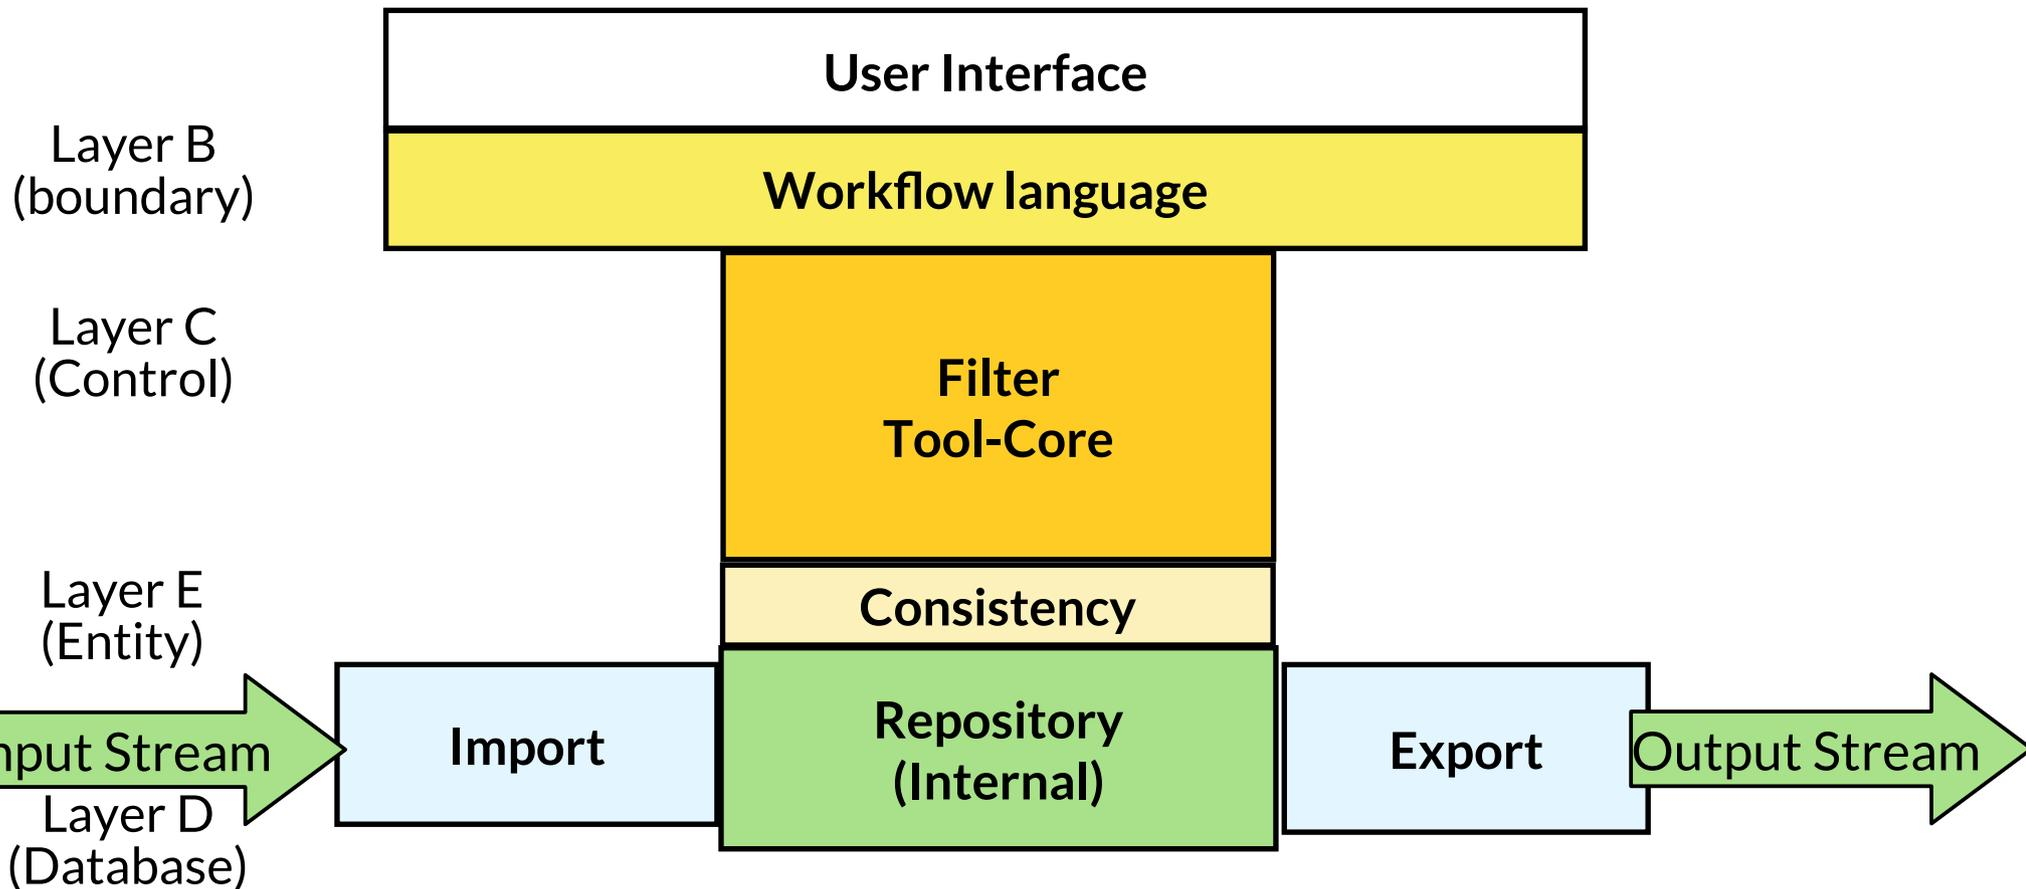 User Interface
Layer B
(boundary)
Workflow language
Layer C
(Control)
Filter
Tool-Core
Layer E
(Entity)
Consistency
nput Stream
Import
Repository
(Internal)
Export
Output Stream
Layer D
(Database)